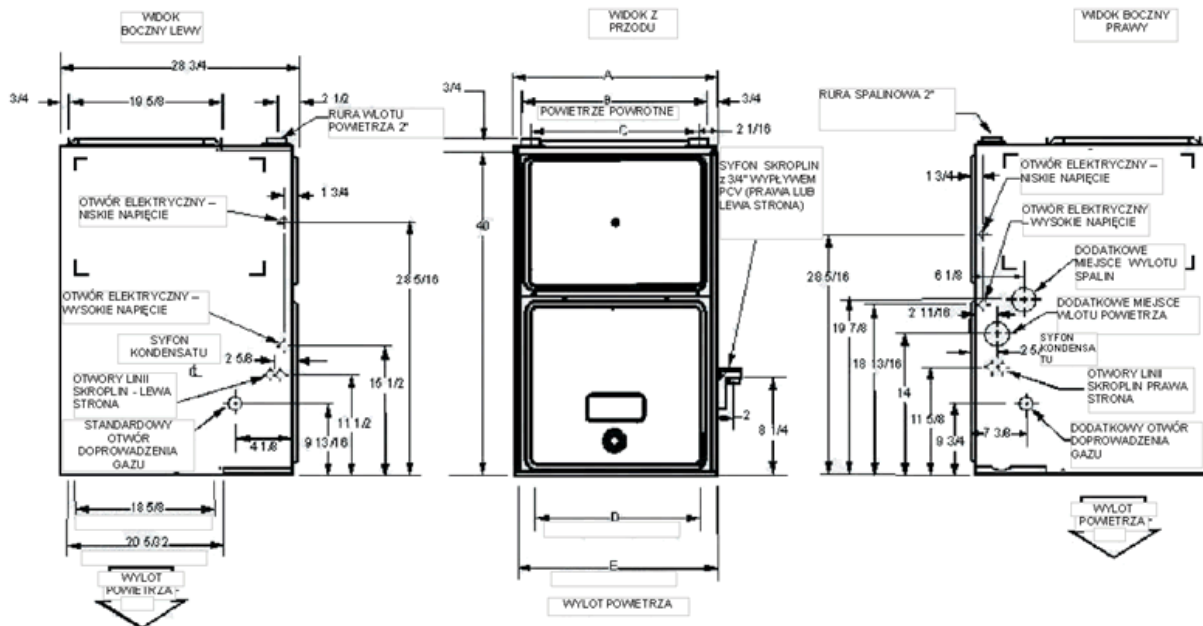 WIDOK
BOCZNY LEWY
28 3/4
3/4
19 5/8
2 1/2
RURA WLOTU
POWIETRZA 2"
1 3/4
OTWÓR ELEKTRYCZNY –
NISKIE NAPIĘCIE
28 5/16
OTWÓR ELEKTRYCZNY –
WYSOKIE NAPIĘCIE
SYFON
KONDENSATU
2 5/8
OTWORY LINII
SKROPLIN - LEWA
STRONA
15 1/2
11 1/2
STANDARDOWY
OTWÓR
DOPROWADZENIA
GAZU
9 13/16
4 1/8
18 5/8
20 5/32
WYLOT
POWIETRZA -
WIDOK Z
PRZODU
A
3/4
B
3/4
POWIETRZE POWROTNE
C
2 1/16
SYFON SKROPLIN
z 3/4" WYPŁYWEM
PCV (PRAWA LUB
LEWA STRONA)
40
2
8 1/4
D
E
WYLOT POWIETRZA
WIDOK BOCZNY
PRAWY
RURA SPALINOWA 2"
1 3/4
OTWÓR ELEKTRYCZNY –
NISKIE NAPIĘCIE
OTWÓR ELEKTRYCZNY
– WYSOKIE NAPIĘCIE
28 5/16
6 1/8
DODATKOWE
MIEJSCE WYLOTU
SPALIN
2 11/16
DODATKOWE MIEJSCE
WLOTU POWIETRZA
19 7/8
18 13/16
SYFON
KONDENSA
TU
14
OTWORY LINII
SKROPLIN PRAWA
STRONA
11 5/8
9 3/4
7 3/8
DODATKOWY OTWÓR
DOPROWADZENIA
GAZU
WYLOT
POWIETRZA -